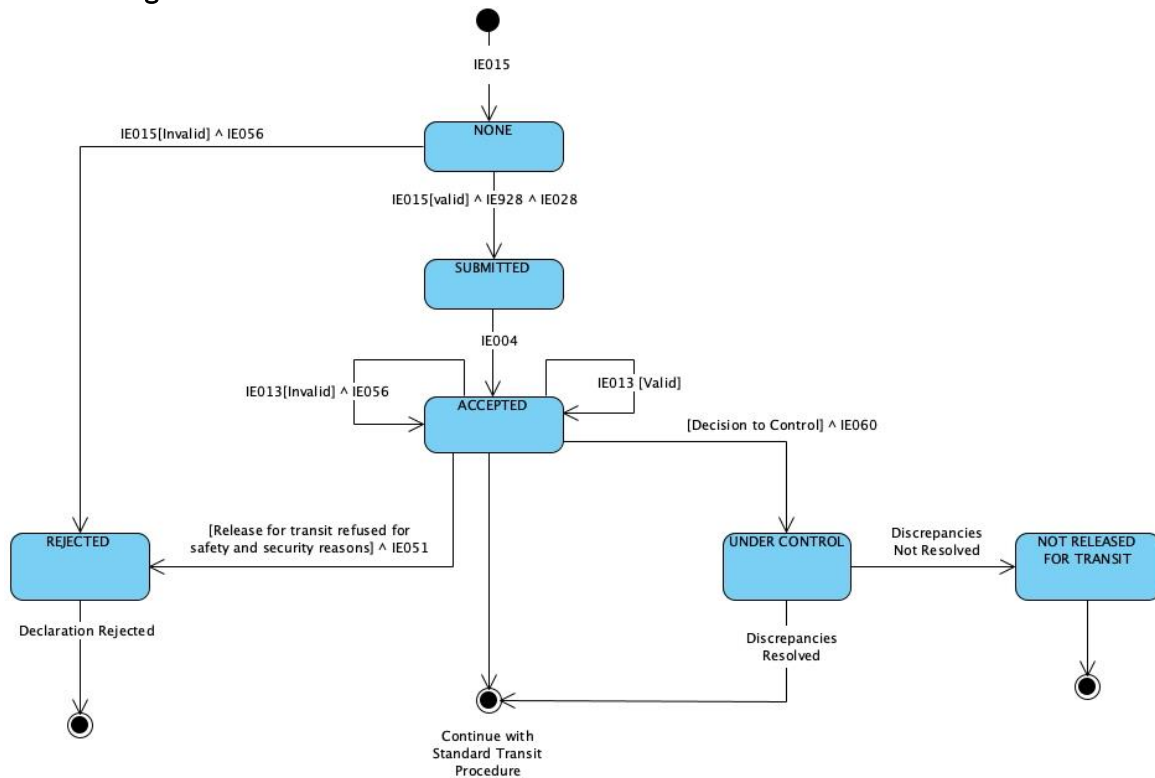 IE015
NONE
IE015[Invalid] ^ IE056
IE015[valid] ^ IE928 ^ IE028
SUBMITTED
IE004
IE013[Invalid] ^ IE056
IE013 [Valid]
ACCEPTED
[Decision to Control] ^ IE060
[Release for transit refused for
safety and security reasons] ^ IE051
REJECTED
UNDER CONTROL
Discrepancies
Not Resolved
NOT RELEASED
FOR TRANSIT
Declaration Rejected
Discrepancies
Resolved
Continue with
Standard Transit
Procedure